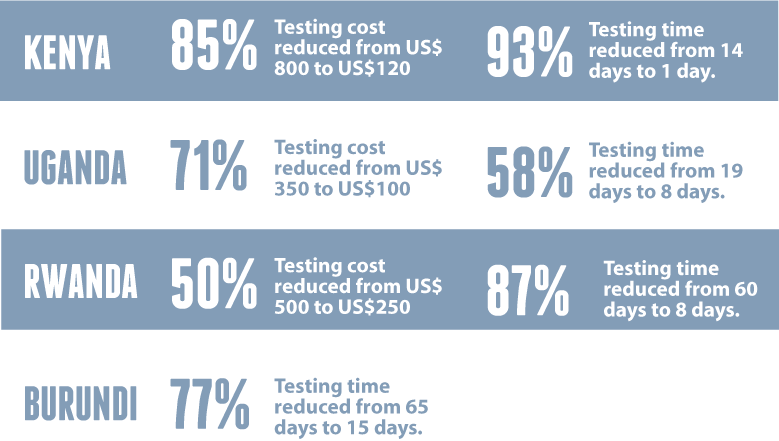 KENYA
85%
Testing cost
reduced from US$
800 to US$120
93%
Testing time
reduced from 14
days to 1 day.
UGANDA
71%
Testing cost
reduced from US$
350 to US$100
58%
Testing time
reduced from 19
days to 8 days.
RWANDA
50%
Testing cost
reduced from US$
500 to US$250
87%
Testing time
reduced from 60
days to 8 days.
BURUNDI
77%
Testing time
reduced from 65
days to 15 days.